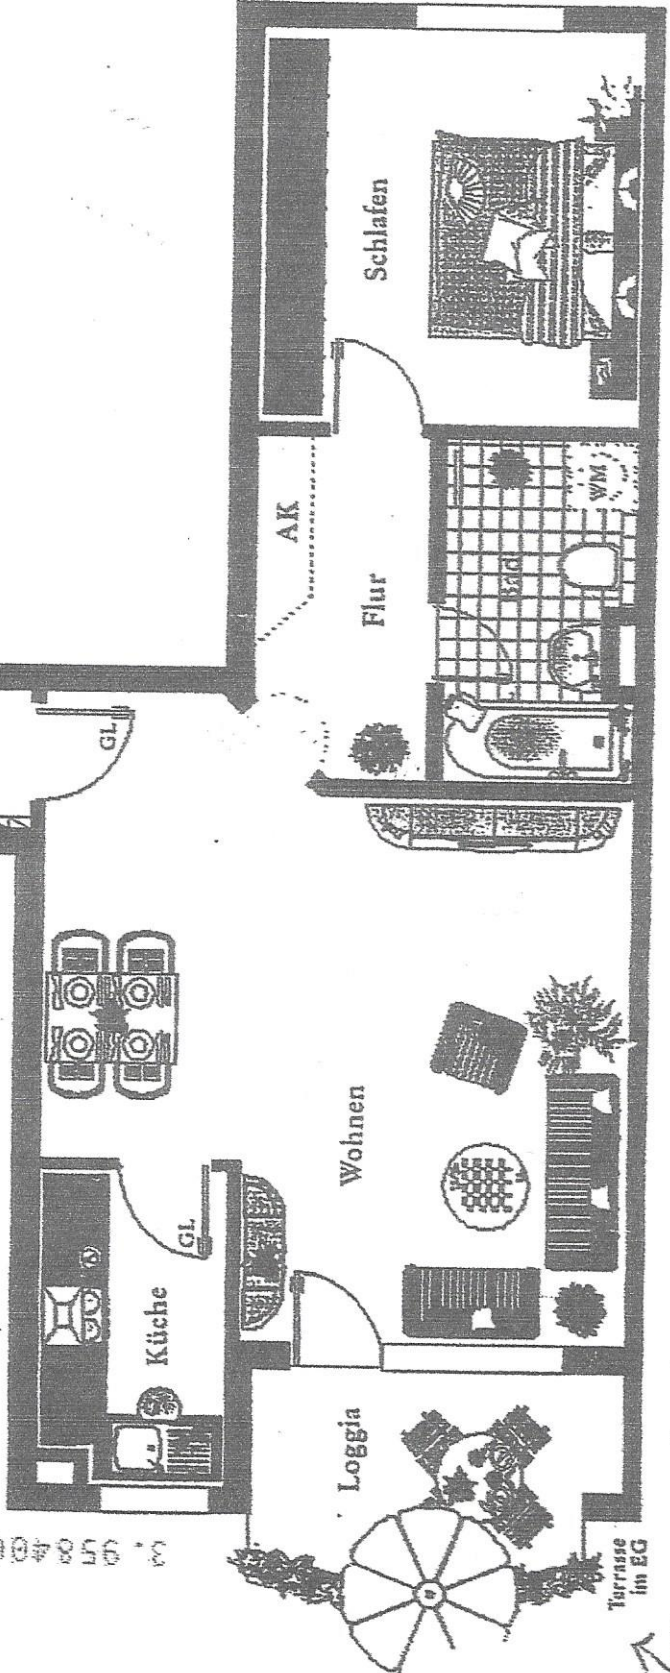 Schlafen
AK
Flur
Bad
WM
GL
Wohnen
GL
Küche
Loggia
Terrasse
im EG